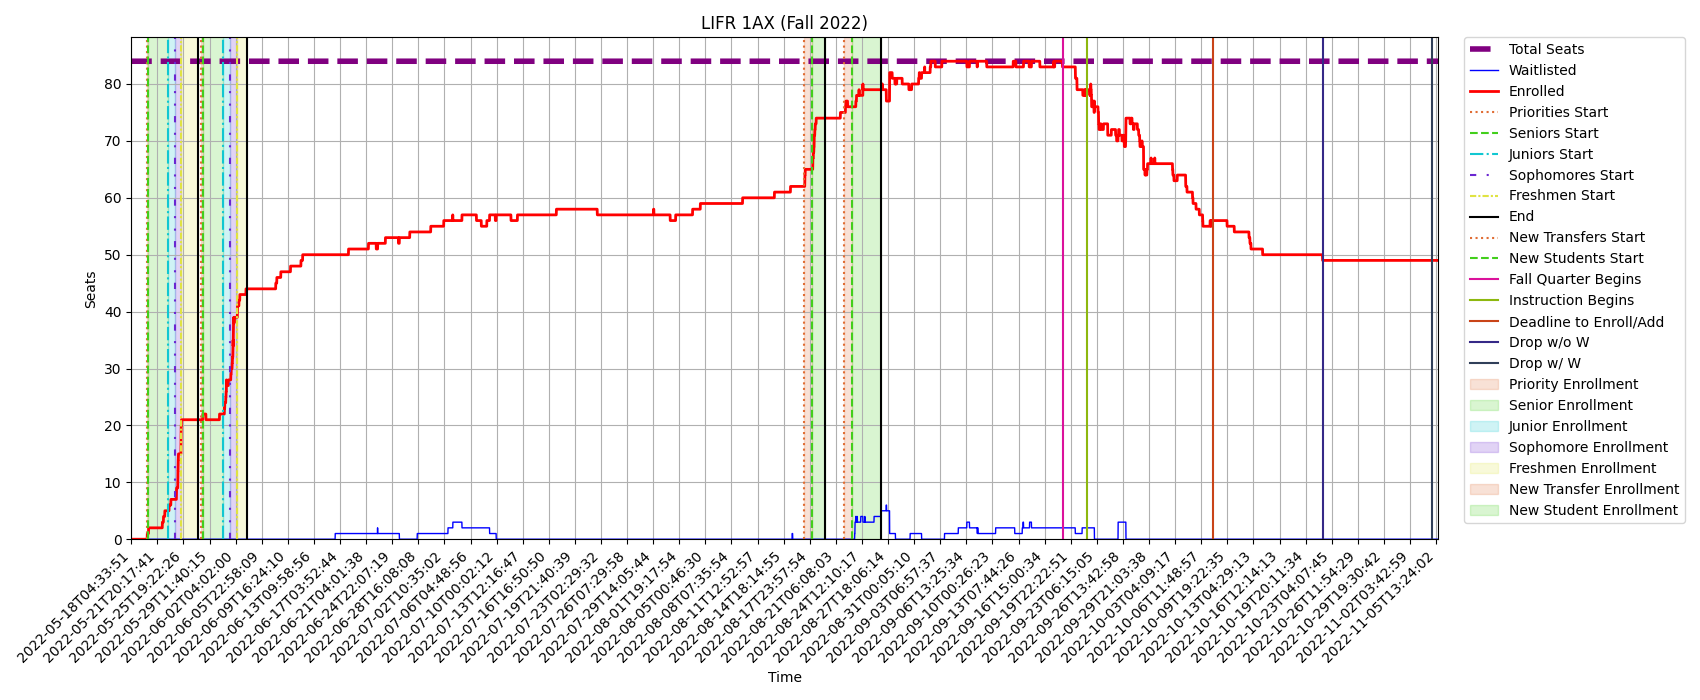 LIFR 1AX (Fall 2022)
Seats
80
70
60
50
40
30
20
10
0
2022-05-18T04:33:51
2022-05-21T20:17:41
2022-05-25T19:22:26
2022-05-29T11:40:15
2022-06-02T04:02:00
2022-06-05T22:58:09
2022-06-09T16:24:10
2022-06-13T09:58:56
2022-06-17T03:52:44
2022-06-21T04:01:38
2022-06-24T22:07:19
2022-06-28T16:08:08
2022-07-02T10:35:02
2022-07-06T04:48:56
2022-07-10T00:02:12
2022-07-13T12:16:47
2022-07-16T16:50:50
2022-07-19T21:40:39
2022-07-23T02:29:32
2022-07-26T07:29:58
2022-07-29T14:05:44
2022-08-01T19:17:54
2022-08-05T00:46:30
2022-08-08T07:35:54
2022-08-11T12:52:57
2022-08-14T18:14:55
2022-08-17T23:57:54
2022-08-21T06:08:03
2022-08-24T12:10:17
2022-08-27T18:06:14
2022-08-31T00:05:10
2022-09-03T06:57:37
2022-09-06T13:25:34
2022-09-10T00:26:23
2022-09-13T07:44:26
2022-09-16T15:00:34
2022-09-19T22:22:51
2022-09-23T06:15:05
2022-09-26T13:42:58
2022-09-29T21:03:38
2022-10-03T04:09:17
2022-10-06T11:48:57
2022-10-09T19:22:35
2022-10-13T04:29:13
2022-10-16T12:14:13
2022-10-19T20:11:34
2022-10-23T04:07:45
2022-10-26T11:54:29
2022-10-29T19:30:42
2022-11-02T03:42:59
2022-11-05T13:24:02
Time
Total Seats
Waitlisted
Enrolled
Priorities Start
Seniors Start
Juniors Start
Sophomores Start
Freshmen Start
End
New Transfers Start
New Students Start
Fall Quarter Begins
Instruction Begins
Deadline to Enroll/Add
Drop w/o W
Drop w/ W
Priority Enrollment
Senior Enrollment
Junior Enrollment
Sophomore Enrollment
Freshmen Enrollment
New Transfer Enrollment
New Student Enrollment